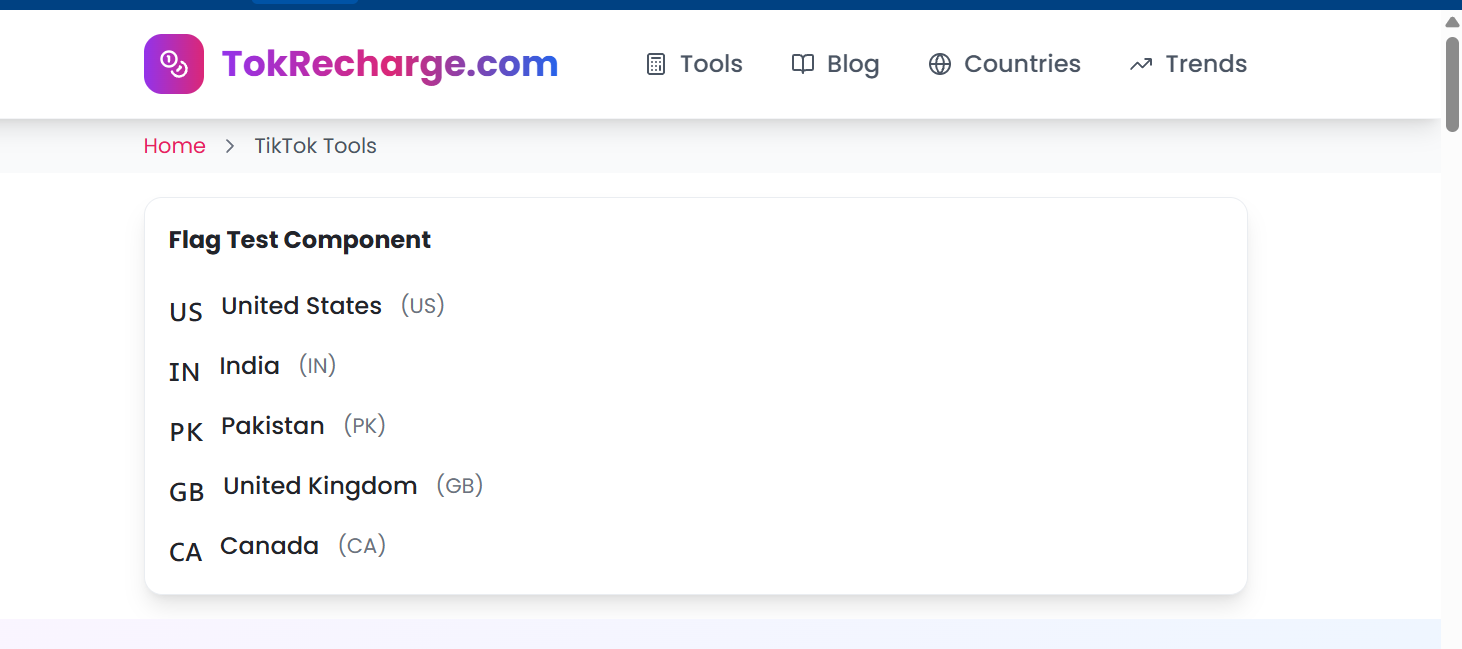 TokRecharge.com Tools Blog Countries Trends
Home > TikTok Tools
Flag Test Component
US United States (US)
IN India (IN)
PK Pakistan (PK)
GB United Kingdom (GB)
CA Canada (CA)